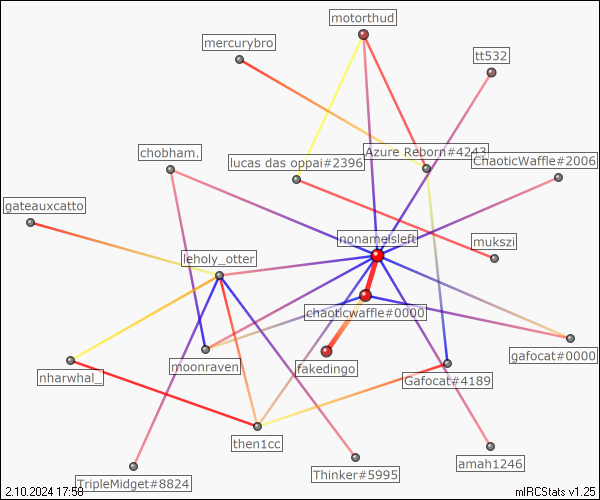 motorthud
mercurybro
tt532
chobham.
lucas das oppai#2396
Azure Reborn#4243
ChaoticWaffle#2006
gateauxcatto
nonameisleft
mukszi
leholy_otter
chaoticwaffle#0000
moonraven
fakedingo
gafocat#0000
nharwhal_
Gafocat#4189
then1cc
TripleMidget#8824
Thinker#5995
amah1246
2.10.2024 17:58
mIRCStats v1.25